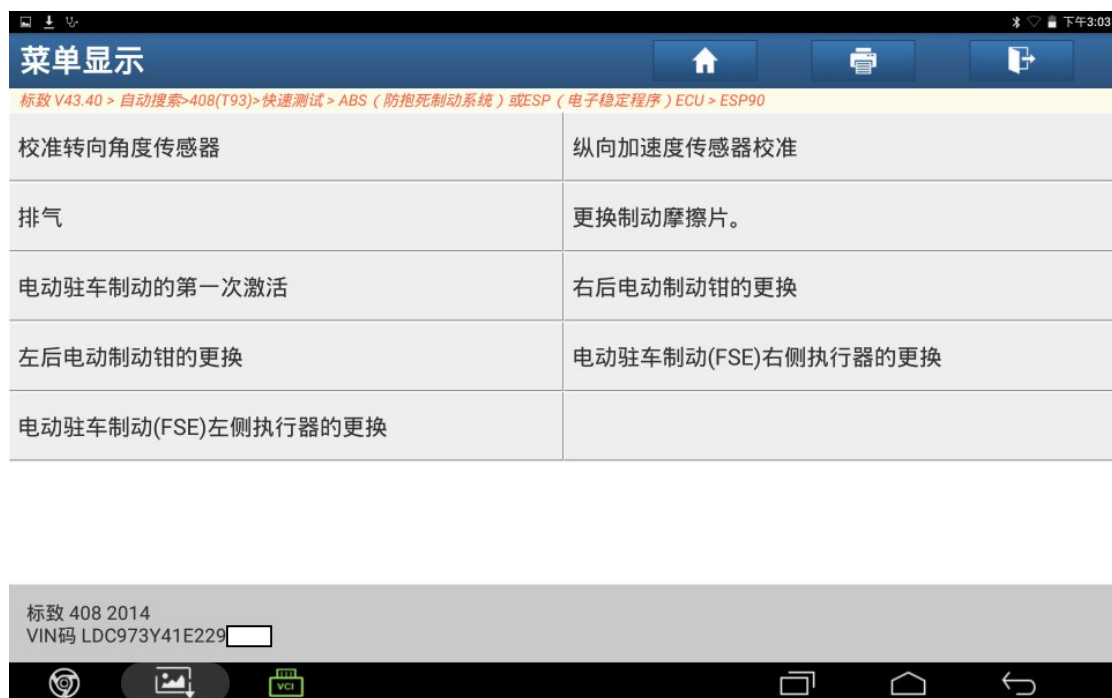 下午3:03
菜单显示
标致 V43.40 > 自动搜索>408(T93)>快速测试 > ABS（防抱死制动系统）或ESP（电子稳定程序）ECU > ESP90
校准转向角度传感器
纵向加速度传感器校准
排气
更换制动摩擦片。
电动驻车制动的第一次激活
右后电动制动钳的更换
左后电动制动钳的更换
电动驻车制动(FSE)右侧执行器的更换
电动驻车制动(FSE)左侧执行器的更换
标致 408 2014
VIN码 LDC973Y41E229
VCI